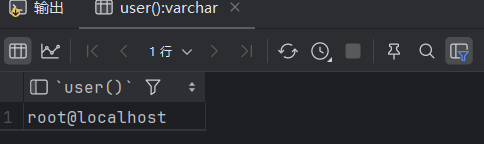 输出
user():varchar
1 行
`user()`
1
root@localhost